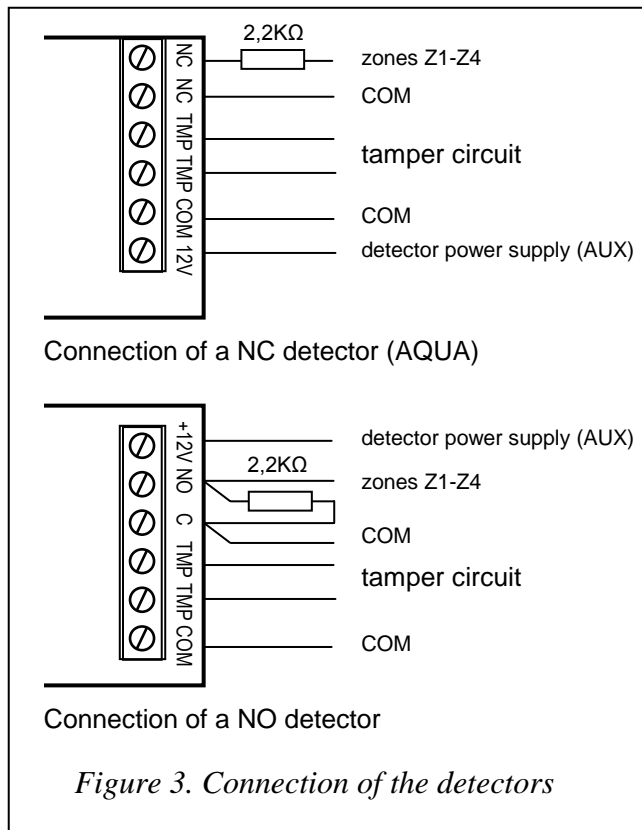 2,2KΩ
NC zones Z1-Z4
NC COM
TMP
TMP
tamper circuit
COM COM
12V detector power supply (AUX)
Connection of a NC detector (AQUA)
+12V detector power supply (AUX)
NO zones Z1-Z4
2,2KΩ
C COM
TMP
TMP
tamper circuit
COM COM
Connection of a NO detector
Figure 3. Connection of the detectors